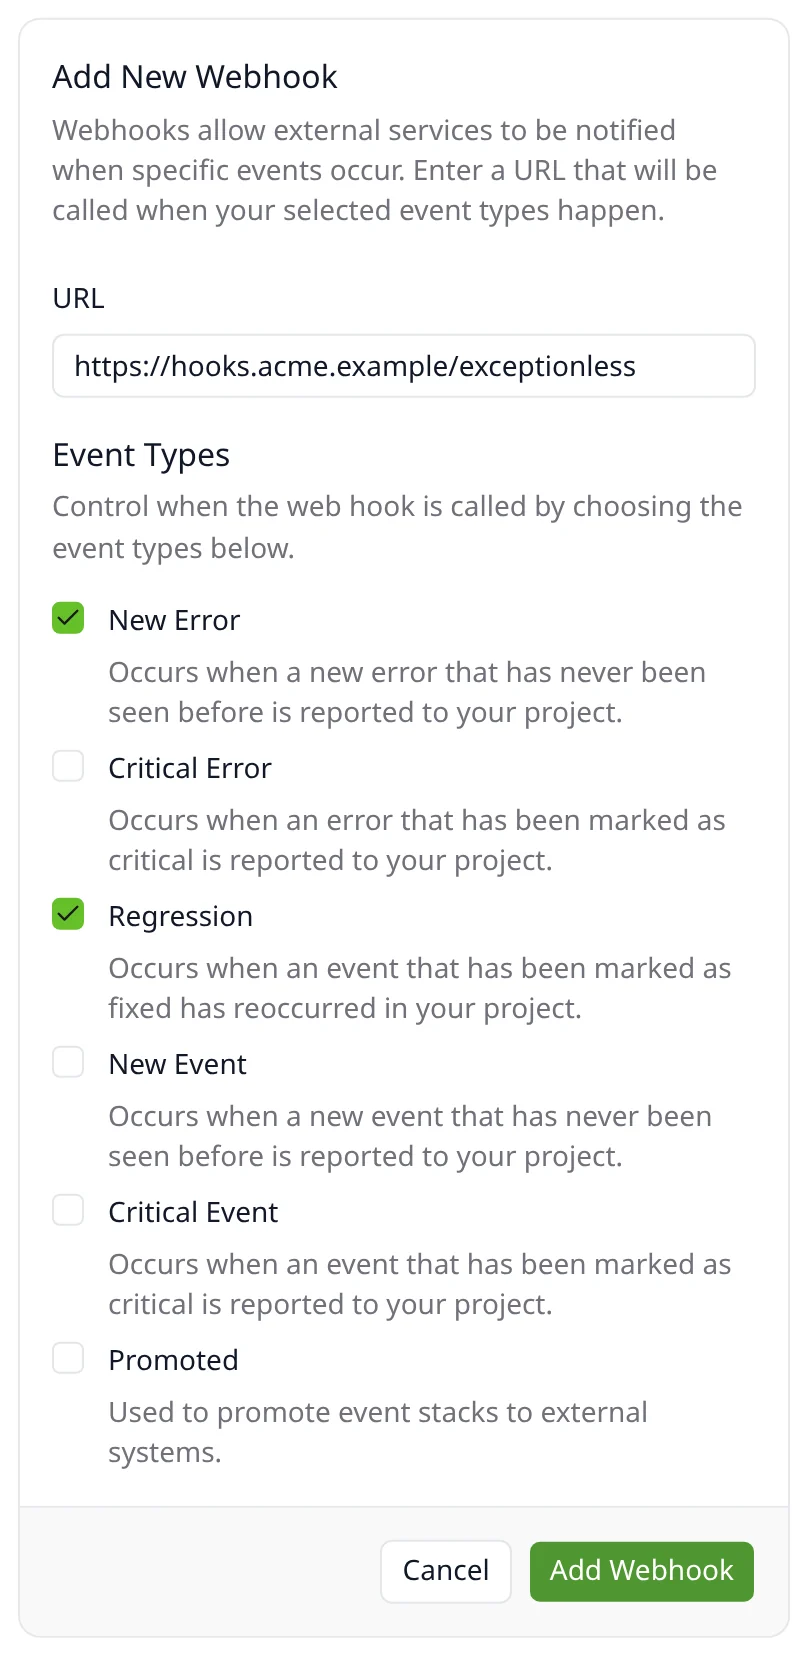 Add New Webhook
Webhooks allow external services to be notified
when specific events occur. Enter a URL that will be
called when your selected event types happen.
URL
https://hooks.acme.example/exceptionless
Event Types
Control when the web hook is called by choosing the
event types below.
New Error
Occurs when a new error that has never been
seen before is reported to your project.
Critical Error
Occurs when an error that has been marked as
critical is reported to your project.
Regression
Occurs when an event that has been marked as
fixed has reoccurred in your project.
New Event
Occurs when a new event that has never been
seen before is reported to your project.
Critical Event
Occurs when an event that has been marked as
critical is reported to your project.
Promoted
Used to promote event stacks to external
systems.
Cancel
Add Webhook